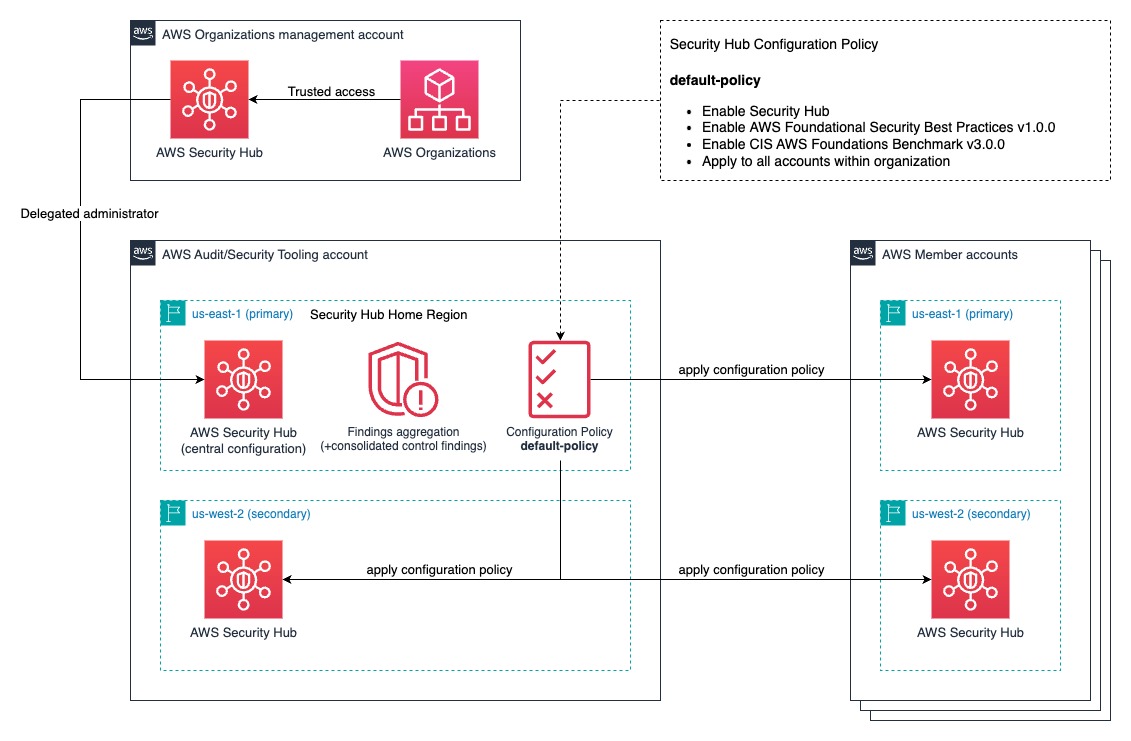 aws
AWS Organizations management account
Trusted access
AWS Security Hub
AWS Organizations
Security Hub Configuration Policy
default-policy
• Enable Security Hub
• Enable AWS Foundational Security Best Practices v1.0.0
• Enable CIS AWS Foundations Benchmark v3.0.0
• Apply to all accounts within organization
Delegated administrator
aws
AWS Audit/Security Tooling account
us-east-1 (primary)
Security Hub Home Region
AWS Security Hub
(central configuration)
Findings aggregation
(+consolidated control findings)
Configuration Policy
default-policy
apply configuration policy
us-west-2 (secondary)
AWS Security Hub
apply configuration policy
apply configuration policy
aws
AWS Member accounts
us-east-1 (primary)
AWS Security Hub
us-west-2 (secondary)
AWS Security Hub